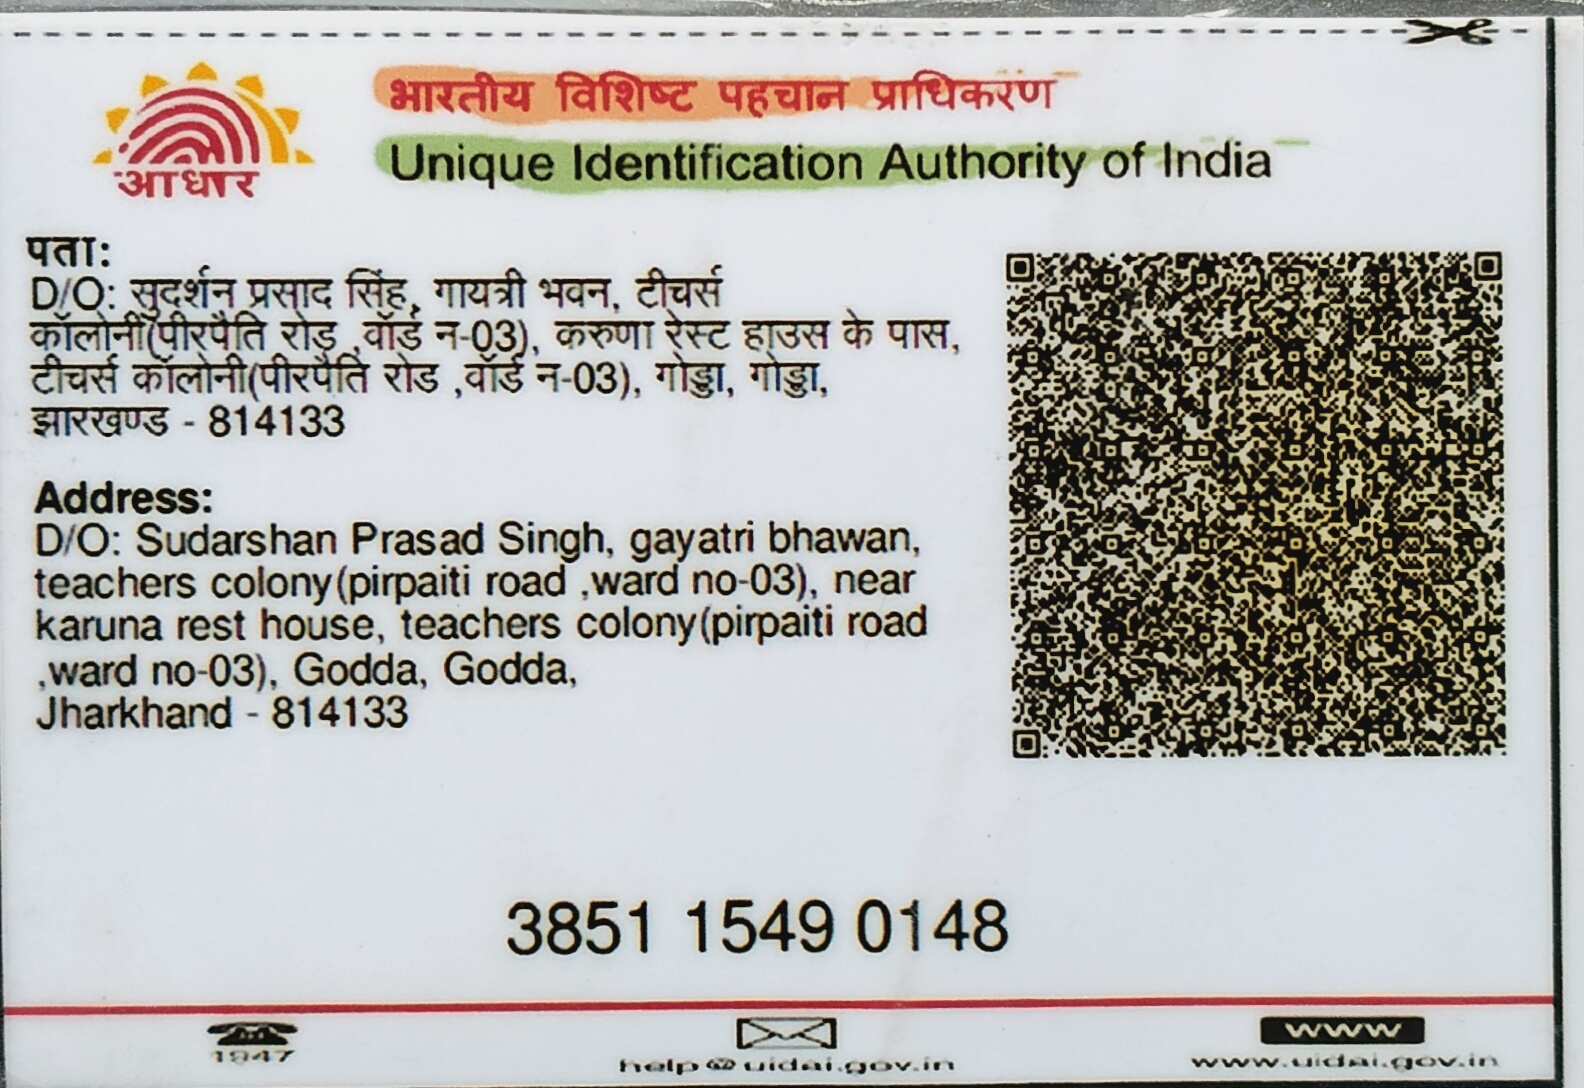 आधार
भारतीय विशिष्ट पहचान प्राधिकरण
Unique Identification Authority of India
पता:
D/O: सुदर्शन प्रसाद सिंह, गायत्री भवन, टीचर्स
कॉलोनी(पीरपैति रोड ,वॉर्ड न-03), करुणा रेस्ट हाउस के पास,
टीचर्स कॉलोनी(पीरपैति रोड ,वॉर्ड न-03), गोड्डा, गोड्डा,
झारखण्ड - 814133
Address:
D/O: Sudarshan Prasad Singh, gayatri bhawan,
teachers colony(pirpaiti road ,ward no-03), near
karuna rest house, teachers colony(pirpaiti road
,ward no-03), Godda, Godda,
Jharkhand - 814133
3851 1549 0148
1947
help@uidai.gov.in
www
www.uidai.gov.in